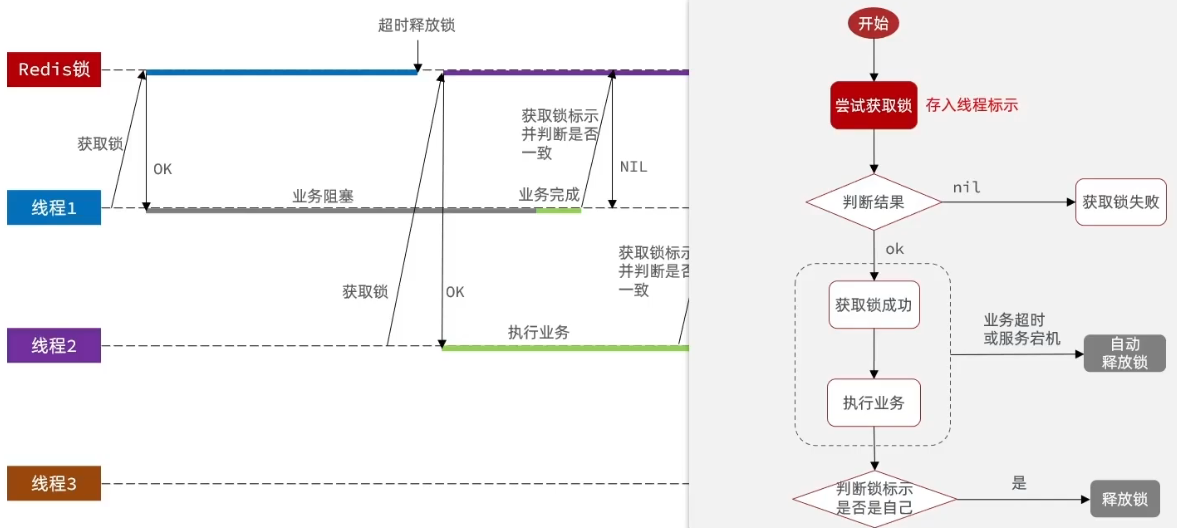 超时释放锁
Redis锁
获取锁
OK
获取锁标示
并判断是否
一致
NIL
线程1
业务阻塞
业务完成
获取锁
OK
获取锁标示
并判断是否
一致
线程2
执行业务
线程3
开始
尝试获取锁
存入线程标示
判断结果
nil
获取锁失败
ok
获取锁成功
业务超时
或服务宕机
自动
释放锁
执行业务
判断锁标示
是否是自己
是
释放锁